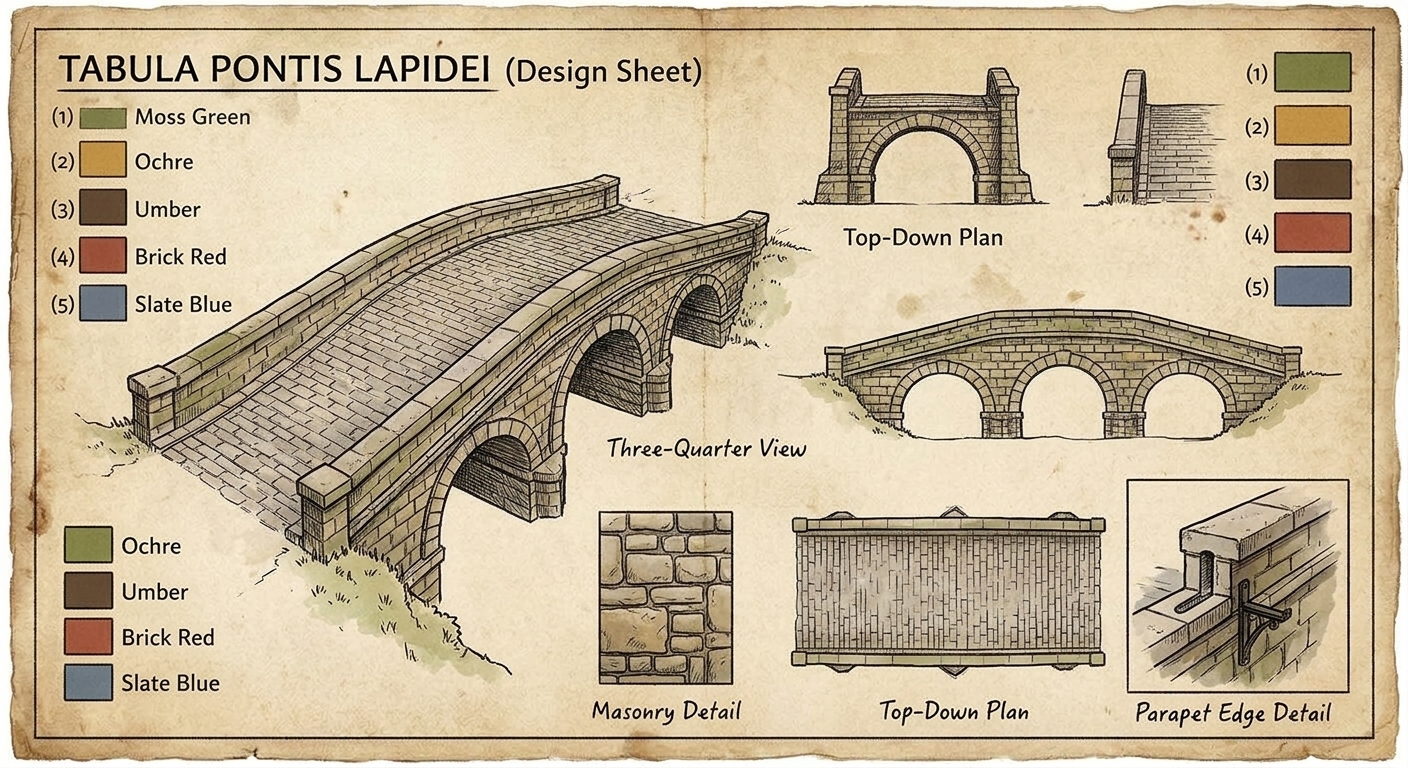 TABULA PONTIS LAPIDEI (Design Sheet)
(1) Moss Green
(2) Ochre
(3) Umber
(4) Brick Red
(5) Slate Blue
Top-Down Plan
(1)
(2)
(3)
(4)
(5)
Three-Quarter View
Ochre
Umber
Brick Red
Slate Blue
Masonry Detail
Top-Down Plan
Parapet Edge Detail